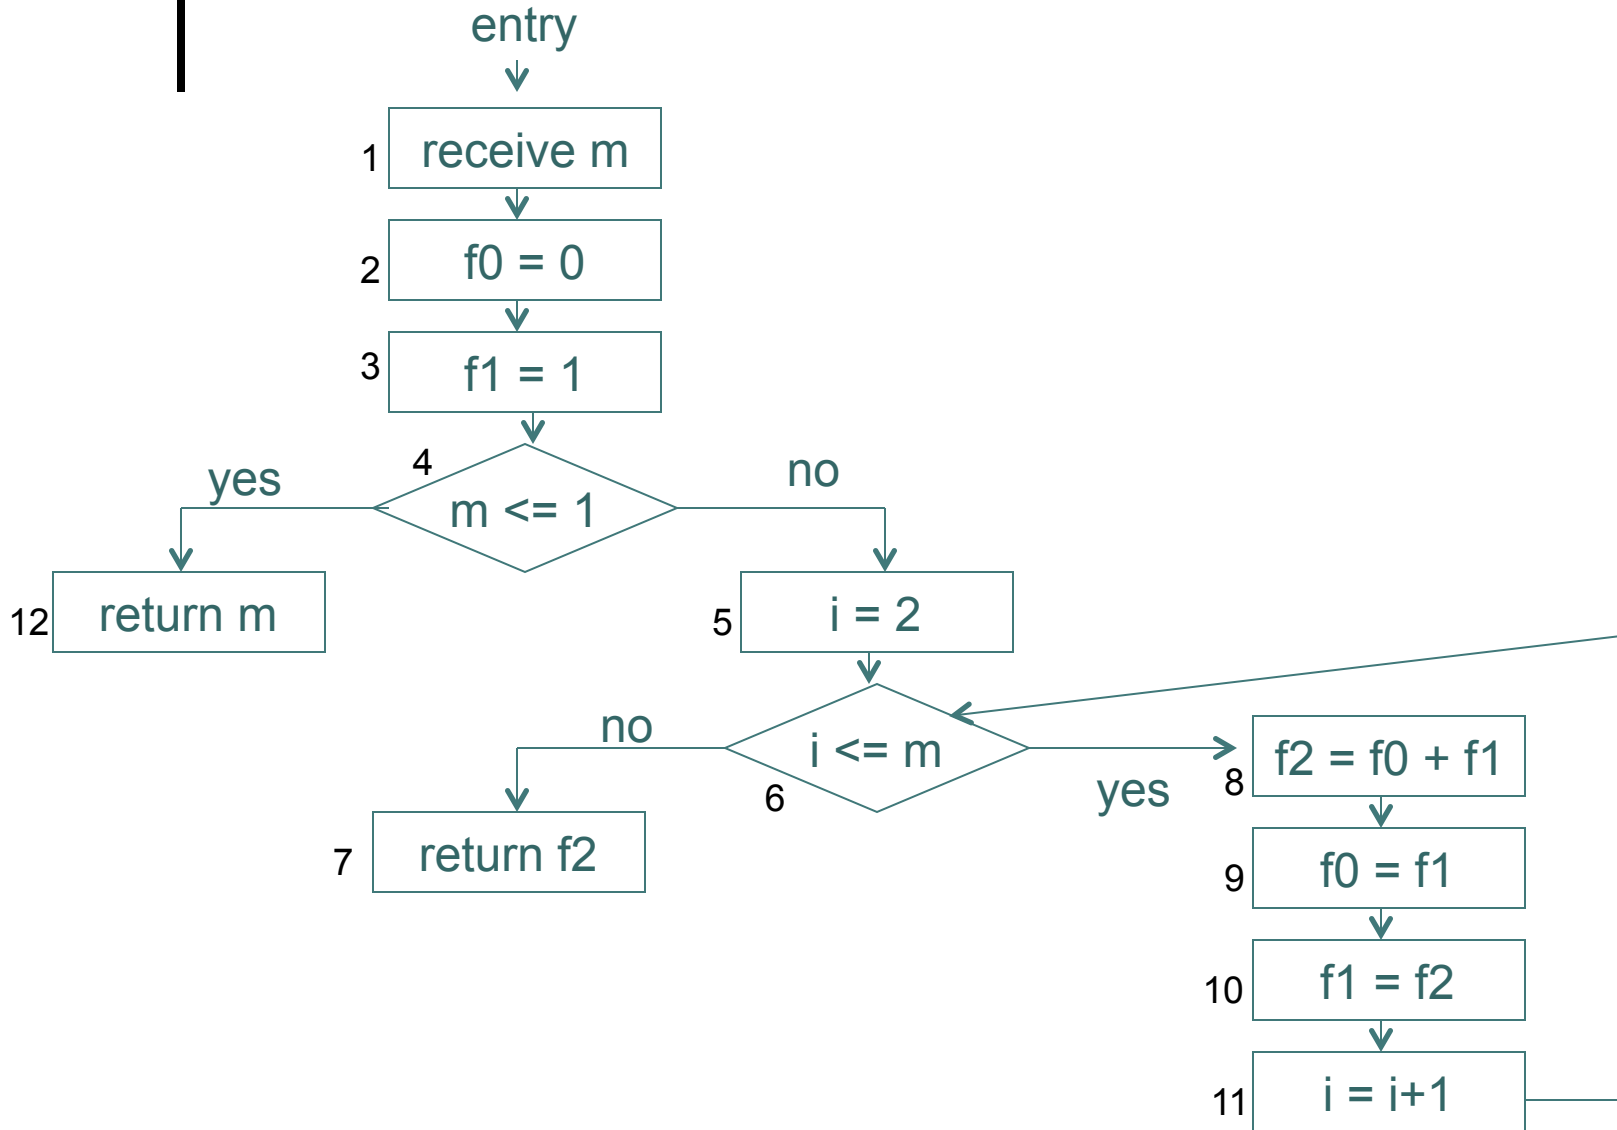 entry
1 receive m
2 f0 = 0
3 f1 = 1
4
yes
m <= 1
no
12 return m
5 i = 2
no
i <= m
6
yes
8 f2 = f0 + f1
7 return f2
9 f0 = f1
10 f1 = f2
11 i = i+1